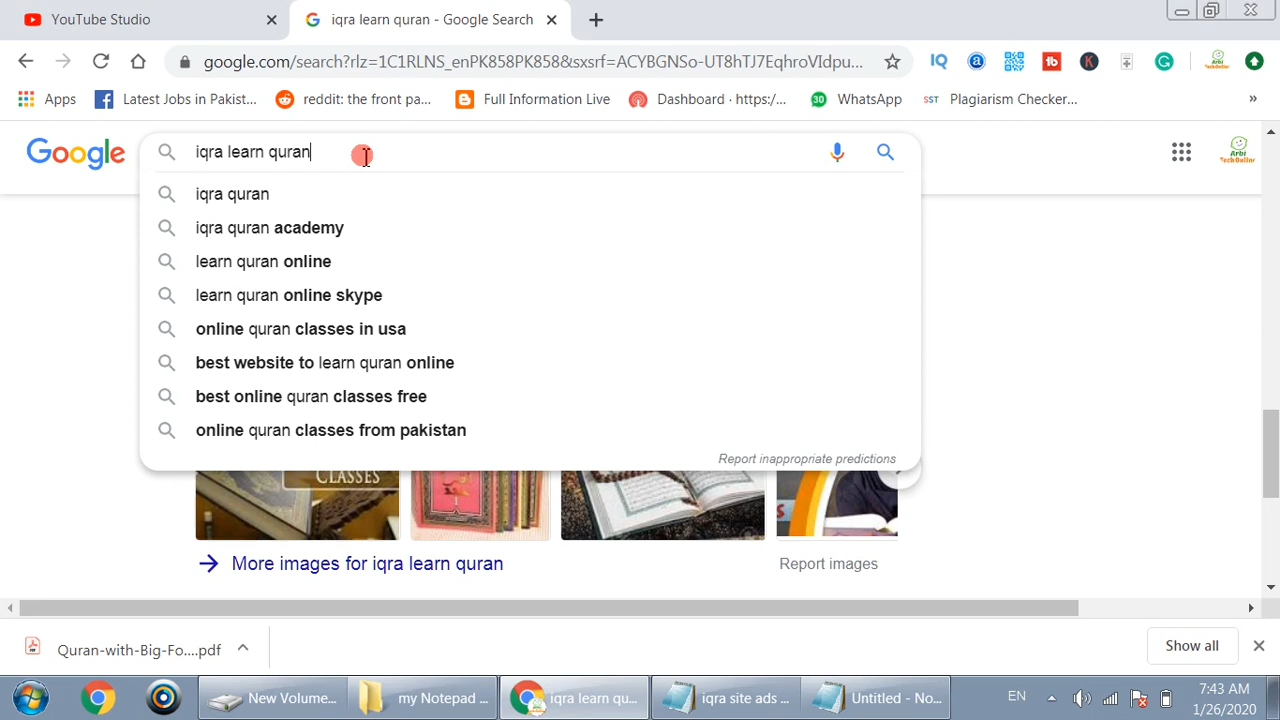 YouTube Studio
iqra learn quran - Google Search
google.com/search?rlz=1C1RLNS_enPK858PK858&sxsrf=ACYBGNSo-UT8hTJ7EqhroVIdpu...
Apps
Latest Jobs in Pakist...
reddit: the front pa...
Full Information Live
Dashboard - https:/...
30 WhatsApp
SST Plagiarism Checker...
»
Google
iqra learn quran
Arbi
TechOnline
iqra quran
iqra quran academy
learn quran online
learn quran online skype
online quran classes in usa
best website to learn quran online
best online quran classes free
online quran classes from pakistan
Report inappropriate predictions
CLASSES
More images for iqra learn quran
Report images
Quran-with-Big-Fo....pdf
Show all
New Volume...
my Notepad ...
iqra learn qu...
iqra site ads ...
Untitled - No...
EN
7:43 AM
1/26/2020